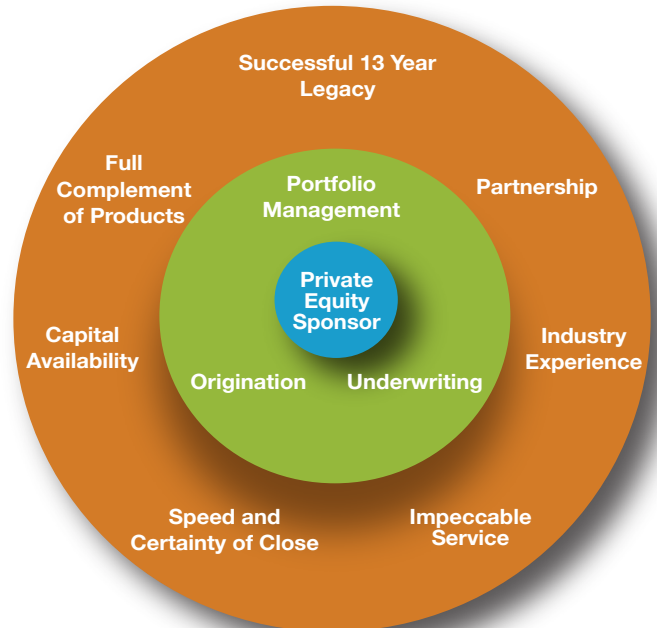 Successful 13 Year
Legacy
Full
Complement
of Products
Portfolio
Management
Partnership
Private
Equity
Sponsor
Capital
Availability
Industry
Experience
Origination
Underwriting
Speed and
Certainty of Close
Impeccable
Service